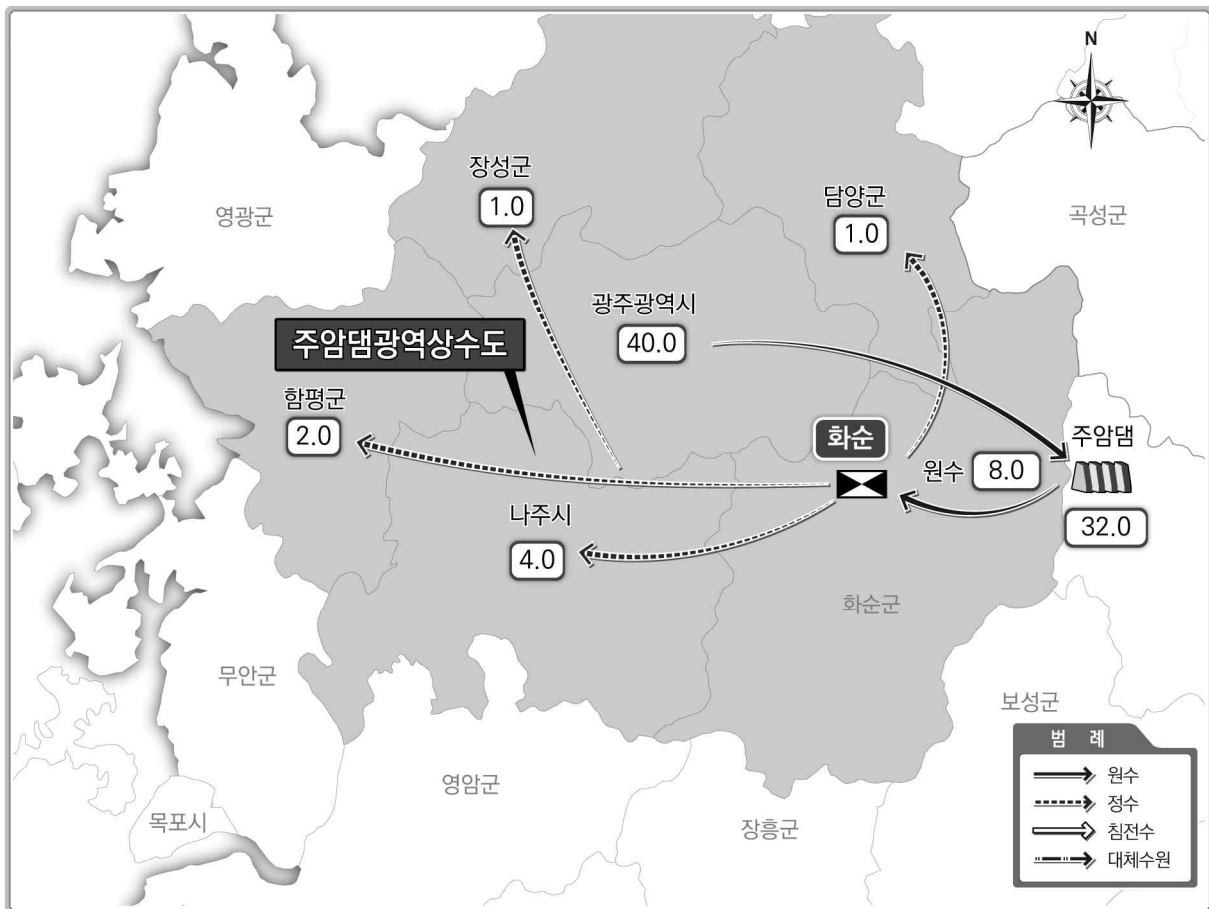 N
장성군
1.0
담양군
1.0
영광군
곡성군
광주광역시
40.0
주암댐광역상수도
함평군
2.0
화순
주암댐
원수 8.0
32.0
나주시
4.0
화순군
무안군
보성군
영암군
장흥군
목포시
범 례
원수
정수
침전수
대체수원